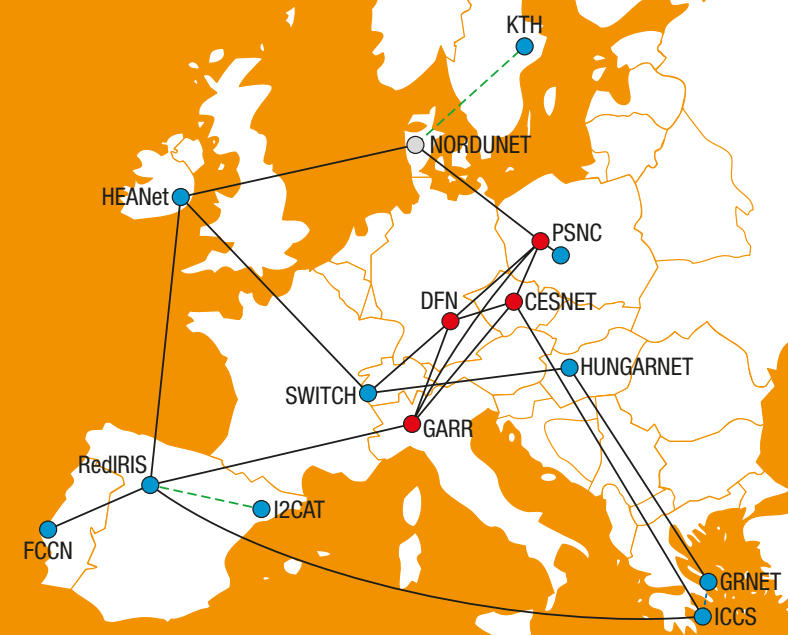 KTH
NORDUNET
HEANet
PSNC
DFN
CESNET
HUNGARNET
SWITCH
GARR
RedIRIS
I2CAT
FCCN
GRNET
ICCS